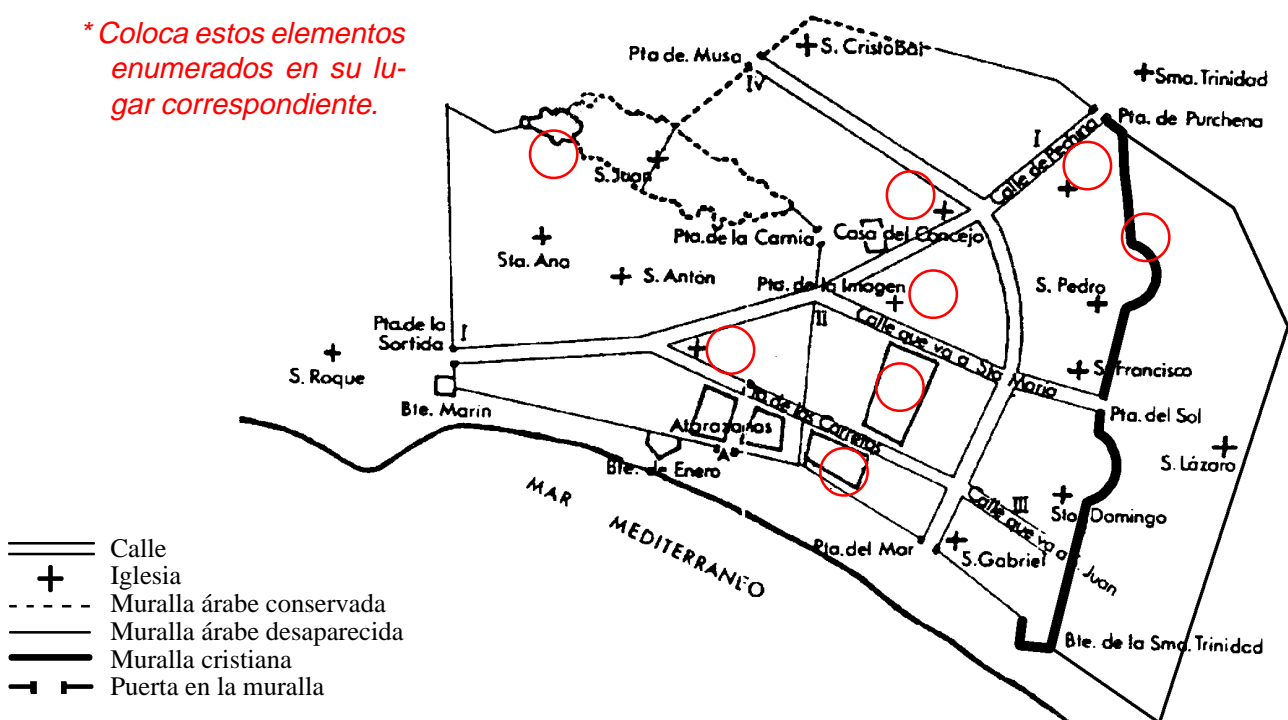 * Coloca estos elementos
enumerados en su lu-
gar correspondiente.
Pta de. Musa
S. Cristóbal
Sma. Trinidad
IV
Pta. de Purchena
I
Calle de Pechina
S. Juan
Pta. de la Carnia
Casa del Concejo
Sta. Ana
S. Antón
Pta. de la Imagen
S. Pedro
Pta. de la
Sortida
I
II
Calle que va a Sta. María
S. Roque
S. Francisco
Bte. Marin
Pta. de los Carretos
Pta. del Sol
Atarazanas
A
Bte. de Enero
S. Lázaro
MAR MEDITERRANEO
III
Sto. Domingo
Calle que va a S. Juan
Pta. del Mar
S. Gabriel
Bte. de la Sma. Trinidad
Calle
Iglesia
Muralla árabe conservada
Muralla árabe desaparecida
Muralla cristiana
Puerta en la muralla